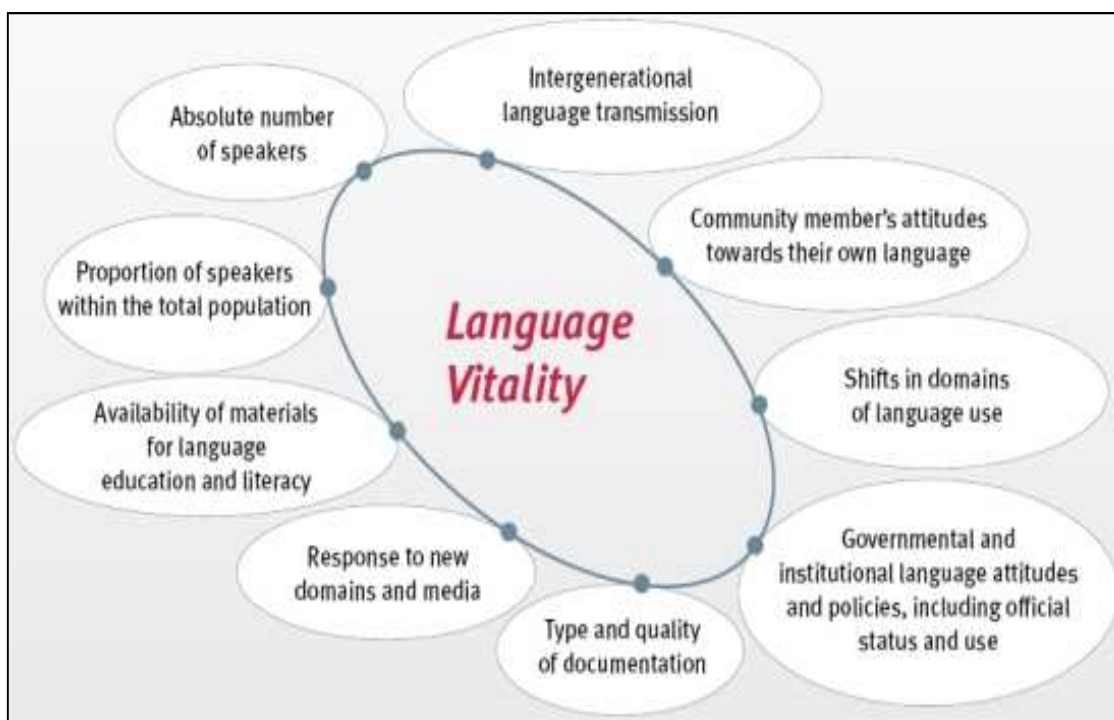 Intergenerational
language transmission
Absolute number
of speakers
Community member's attitudes
towards their own language
Proportion of speakers
within the total population
Language
Vitality
Shifts in domains
of language use
Availability of materials
for language
education and literacy
Governmental and
institutional language attitudes
and policies, including official
status and use
Response to new
domains and media
Type and quality
of documentation